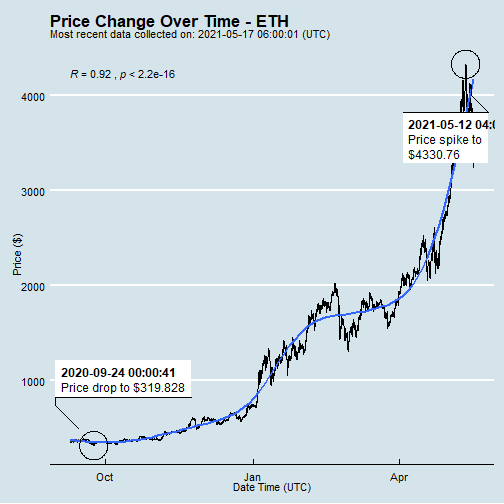 Price Change Over Time - ETH
Most recent data collected on: 2021-05-17 06:00:01 (UTC)
R = 0.92 , p < 2.2e-16
4000
2021-05-12 04:0
Price spike to
$4330.76
3000
Price ($)
2000
2020-09-24 00:00:41
Price drop to $319.828
1000
Oct
Jan
Apr
Date Time (UTC)